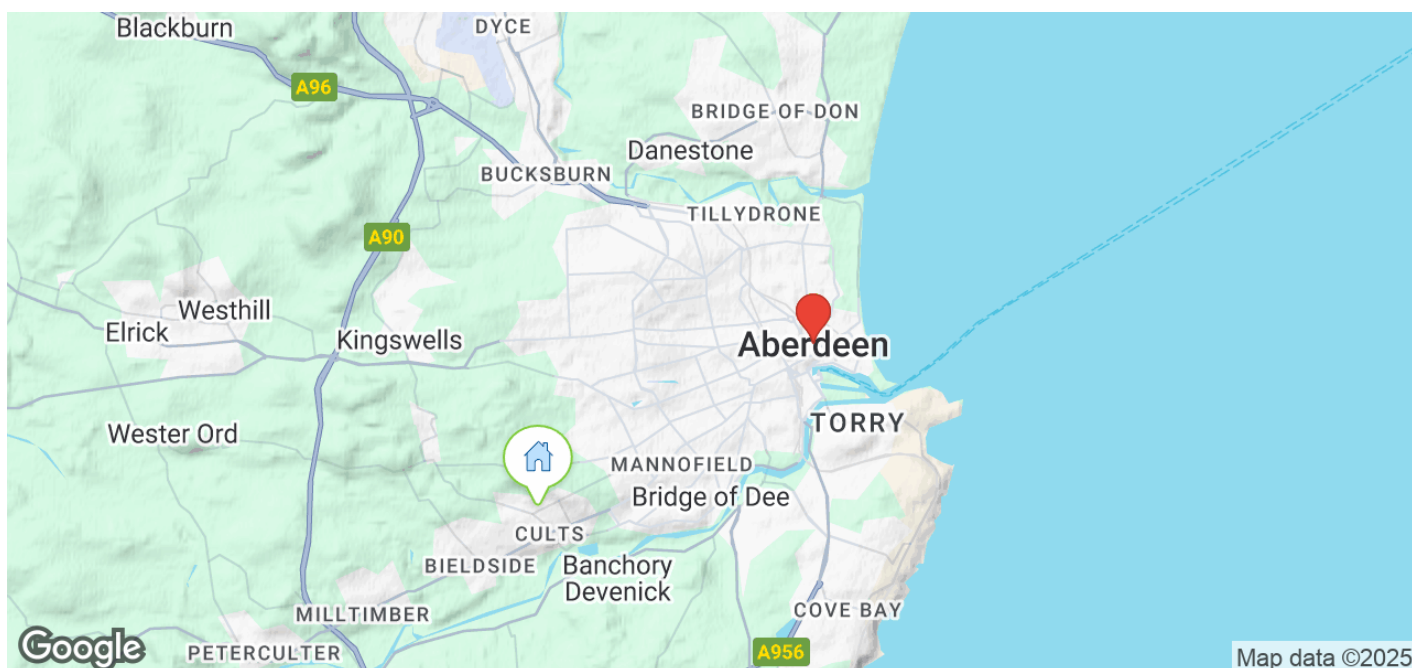 Blackburn
DYCE
A96
BRIDGE OF DON
Danestone
BUCKSBURN
TILLYDRONE
A90
Westhill
Elrick
Kingswells
Aberdeen
TORRY
Wester Ord
MANNOFIELD
Bridge of Dee
CULTS
BIELDSIDE
Banchory
Devenick
MILLTIMBER
COVE BAY
PETERCULTER
A956
Google
Map data ©2025